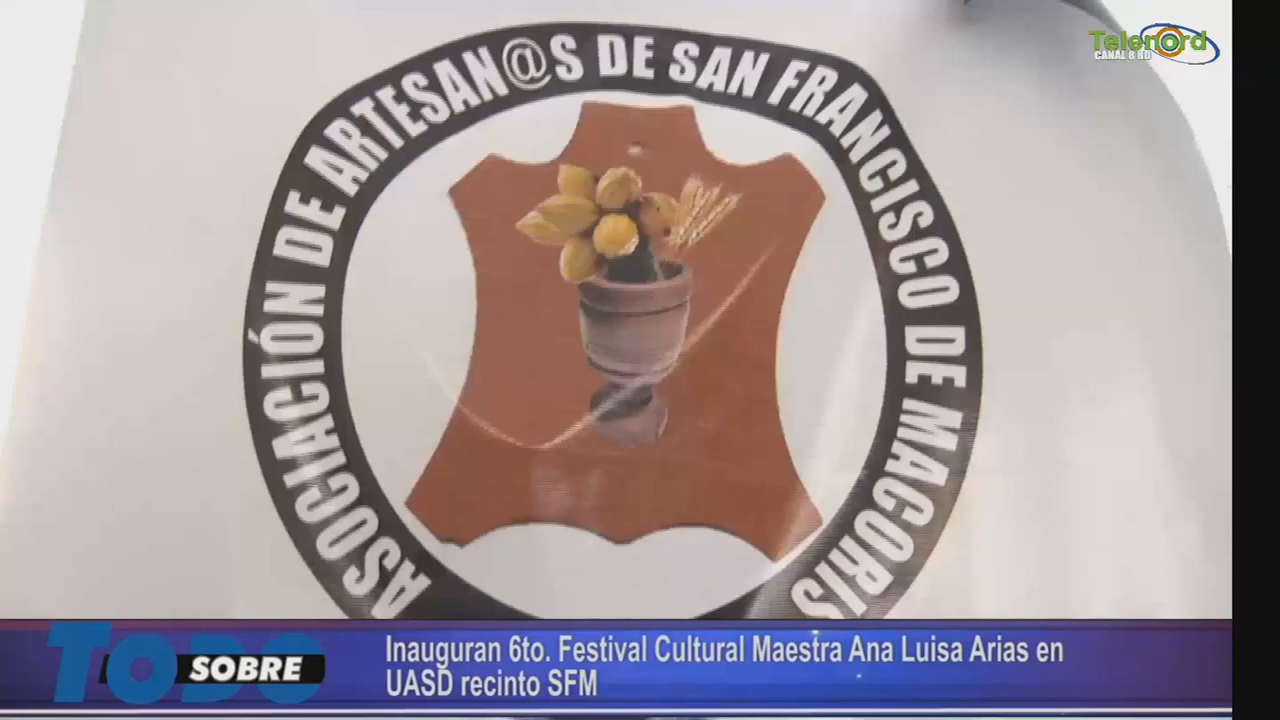 Telenord
CANAL 8 HD
ASOCIACIÓN DE ARTESAN@S DE SAN FRANCISCO DE MACORIS
TODO
SOBRE
Inauguran 6to. Festival Cultural Maestra Ana Luisa Arias en
UASD recinto SFM